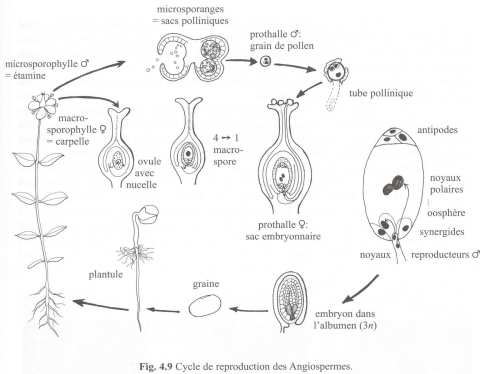 microsporanges
= sacs polliniques
prothalle ♂:
grain de pollen
microsporophylle ♂
= étamine
tube pollinique
macro-
sporophylle ♀
= carpelle
ovule
avec
nucelle
4 ↔ 1
macro-
spore
antipodes
noyaux
polaires
oosphère
synergides
noyaux reproducteurs ♂
prothalle ♀:
sac embryonnaire
plantule
graine
embryon dans
l'albumen (3n)
Fig. 4.9 Cycle de reproduction des Angiospermes.